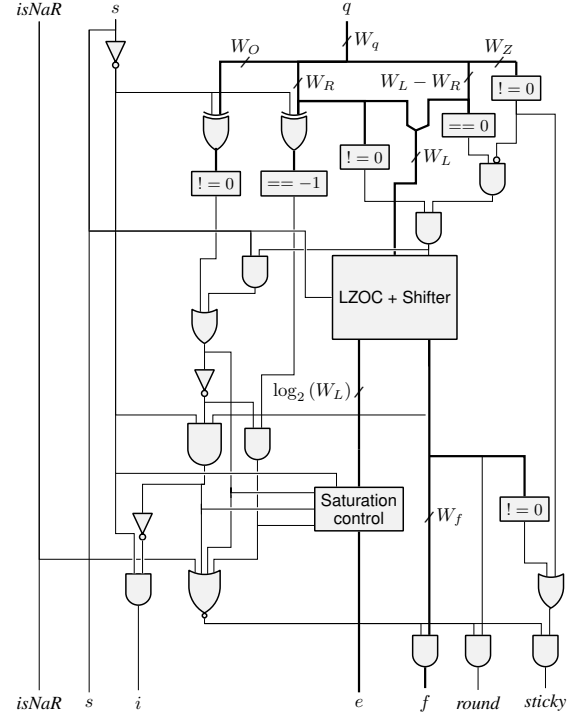 isNaR s q
W_q
W_O W_Z
W_R W_L − W_R
! = 0
== 0
! = 0 W_L
! = 0 == −1
LZOC + Shifter
log_2 (W_L)
Saturation
control
! = 0
W_f
isNaR s i e f round sticky